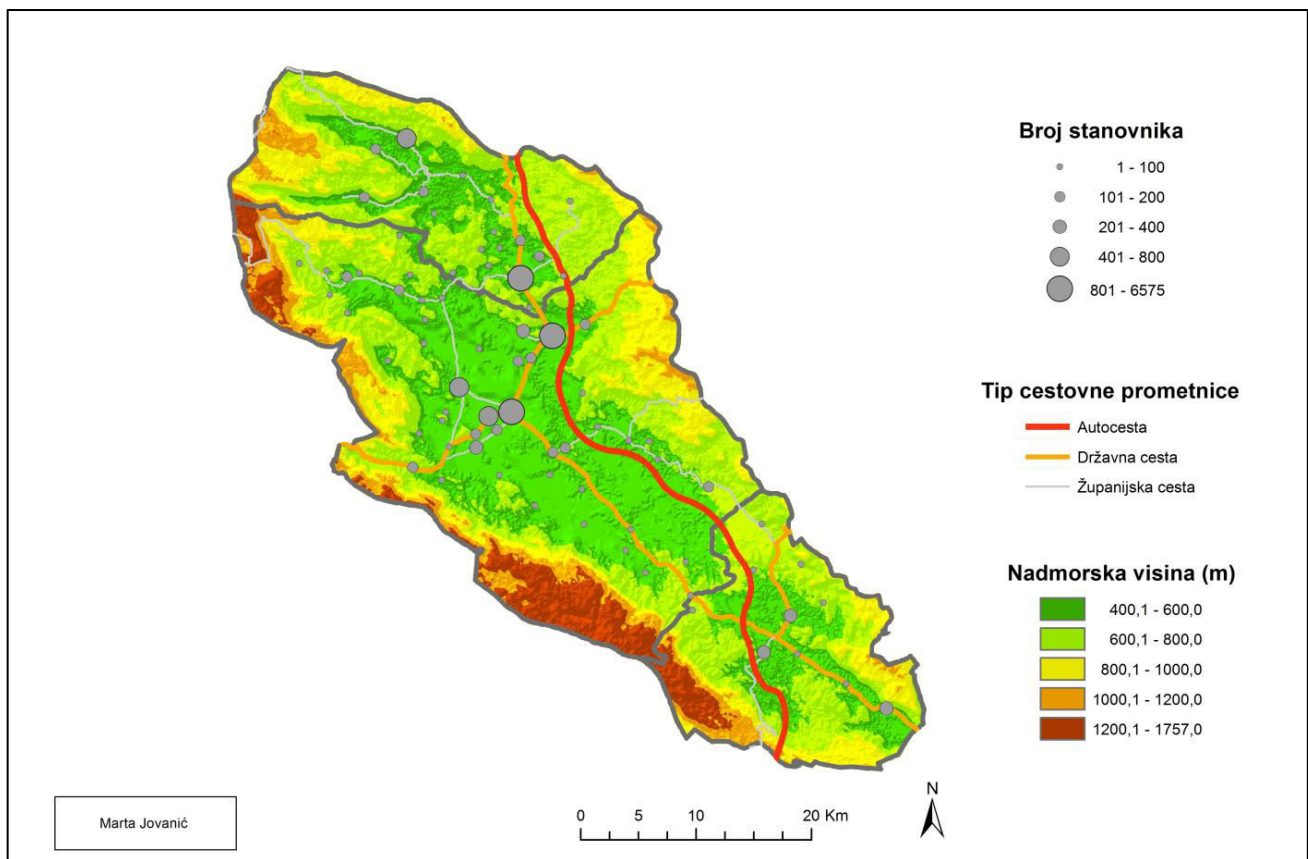 Broj stanovnika
1 - 100
101 - 200
201 - 400
401 - 800
801 - 6575
Tip cestovne prometnice
Autocesta
Državna cesta
Županijska cesta
Nadmorska visina (m)
400,1 - 600,0
600,1 - 800,0
800,1 - 1000,0
1000,1 - 1200,0
1200,1 - 1757,0
Marta Jovanić
0 5 10 20 Km
N